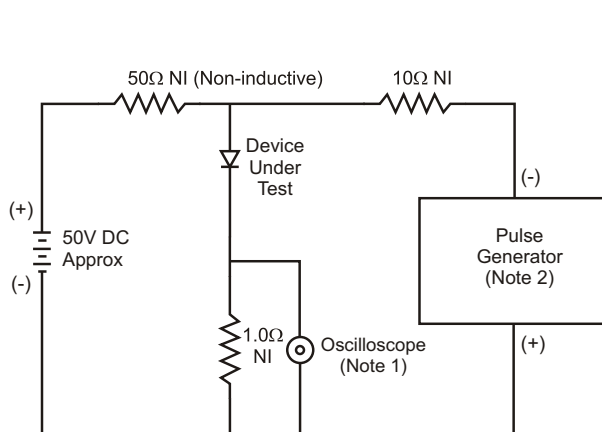 50Ω NI (Non-inductive)
10Ω NI
Device
Under
Test
(+)
50V DC
Approx
(-)
(-)
Pulse
Generator
(Note 2)
(+)
1.0Ω
NI
Oscilloscope
(Note 1)